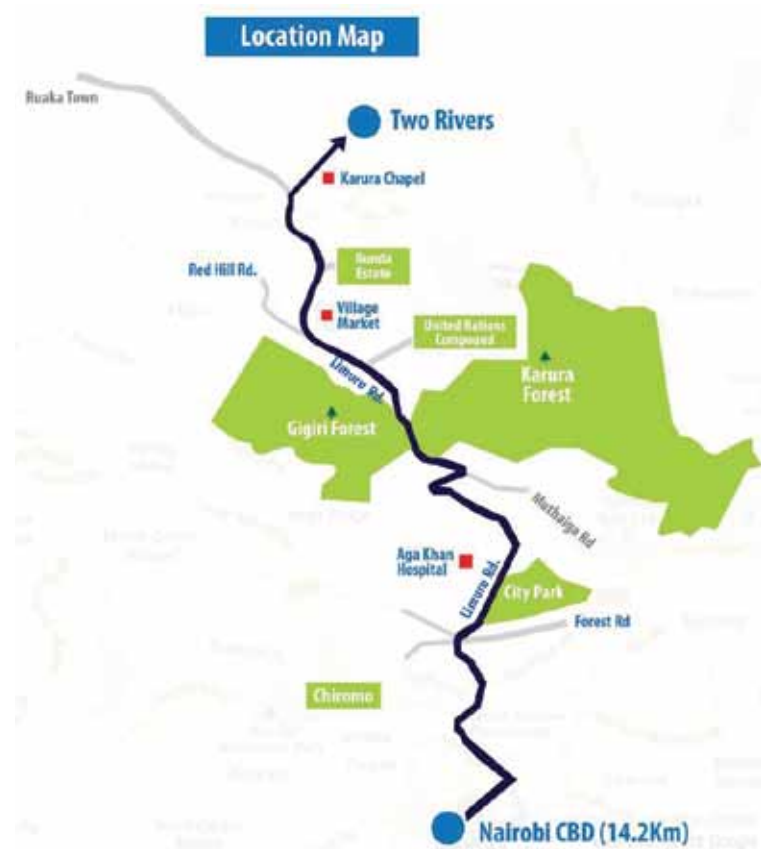 Location Map
Ruaka Town
Two Rivers
Karura Chapel
Runda
Estate
Red Hill Rd.
Village
Market
United Nations
Compound
Limuru Rd.
Karura
Forest
Gigiri Forest
Muthaiga Rd
Aga Khan
Hospital
Limuru Rd.
City Park
Forest Rd
Chiromo
Nairobi CBD (14.2Km)